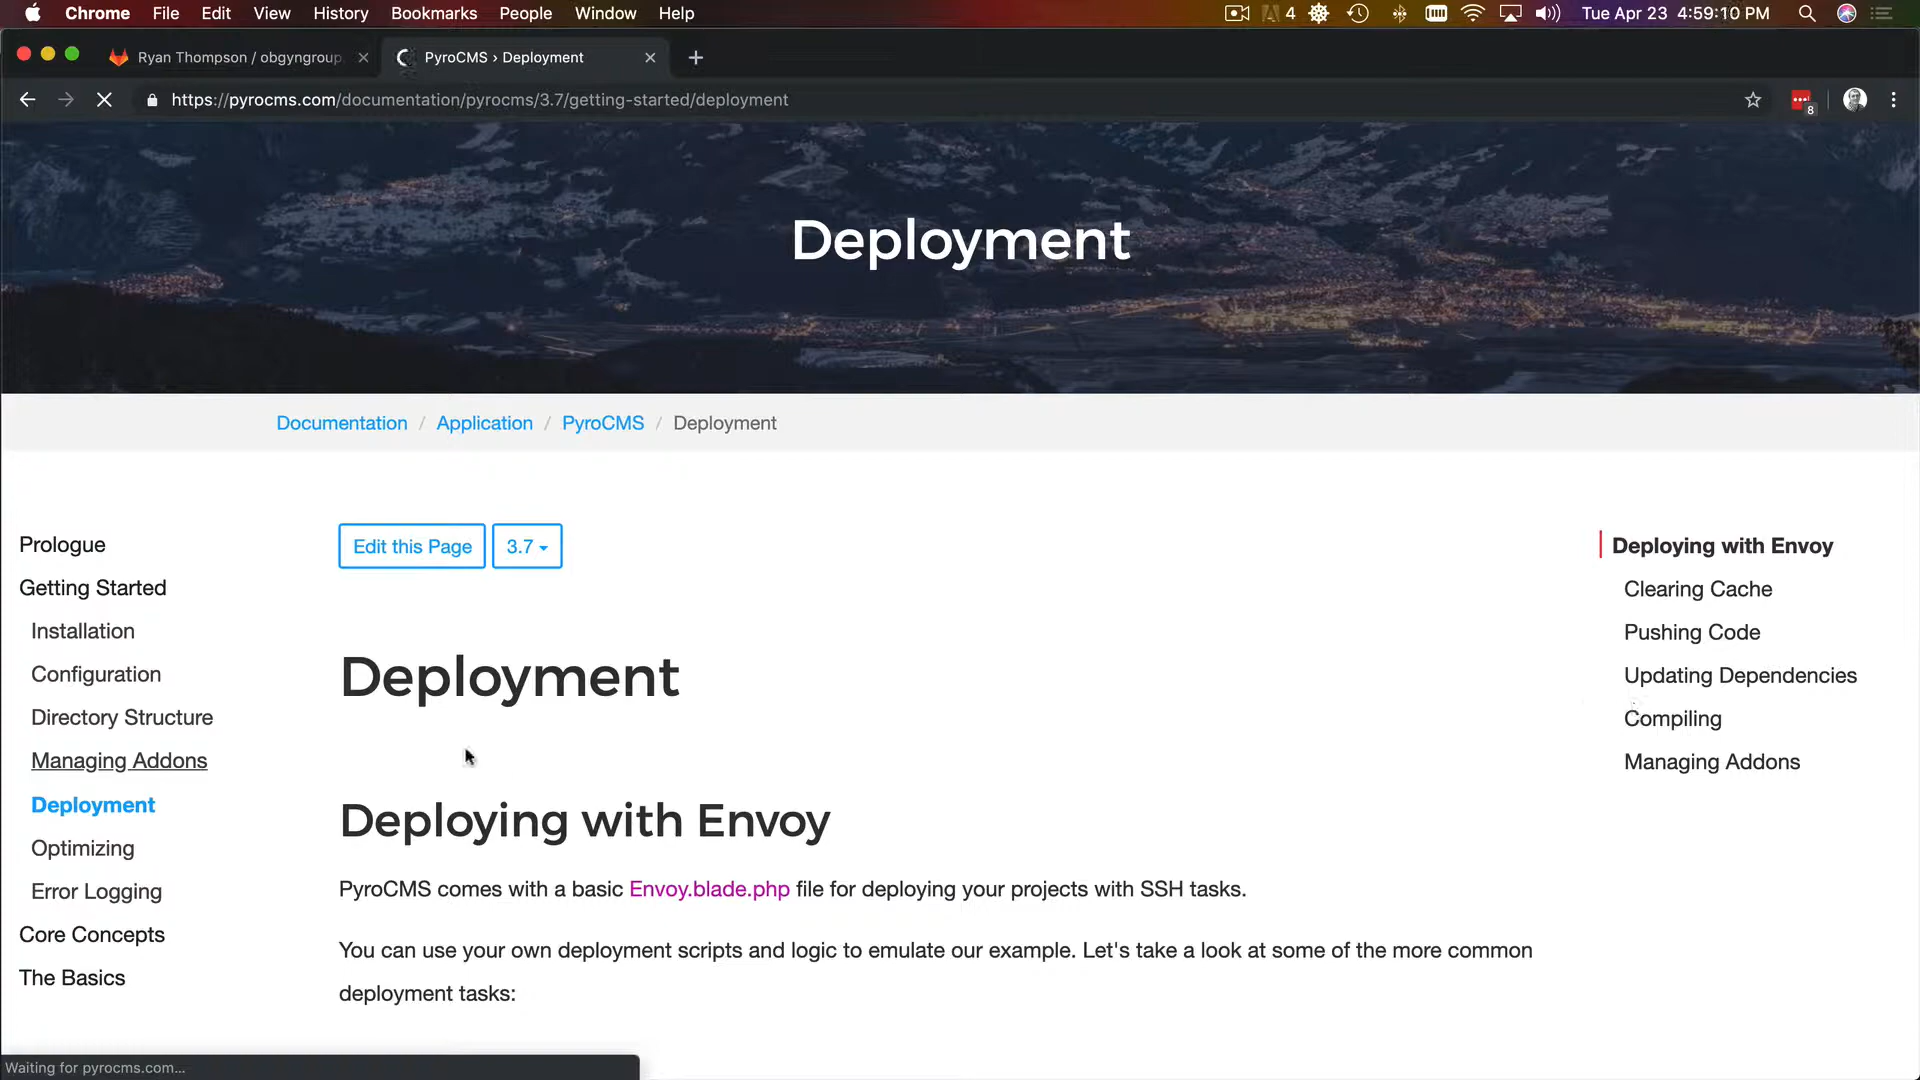 Chrome File Edit View History Bookmarks People Window Help 4 Tue Apr 23 4:59:10 PM
Ryan Thompson / obgyngroup. PyroCMS › Deployment
https://pyrocms.com/documentation/pyrocms/3.7/getting-started/deployment 8
Deployment
Documentation / Application / PyroCMS / Deployment
Prologue
Getting Started
Installation
Configuration
Directory Structure
Managing Addons
Deployment
Optimizing
Error Logging
Core Concepts
The Basics
Edit this Page 3.7
Deployment
Deploying with Envoy
PyroCMS comes with a basic Envoy.blade.php file for deploying your projects with SSH tasks.
You can use your own deployment scripts and logic to emulate our example. Let's take a look at some of the more common
deployment tasks:
Deploying with Envoy
Clearing Cache
Pushing Code
Updating Dependencies
Compiling
Managing Addons
Waiting for pyrocms.com...